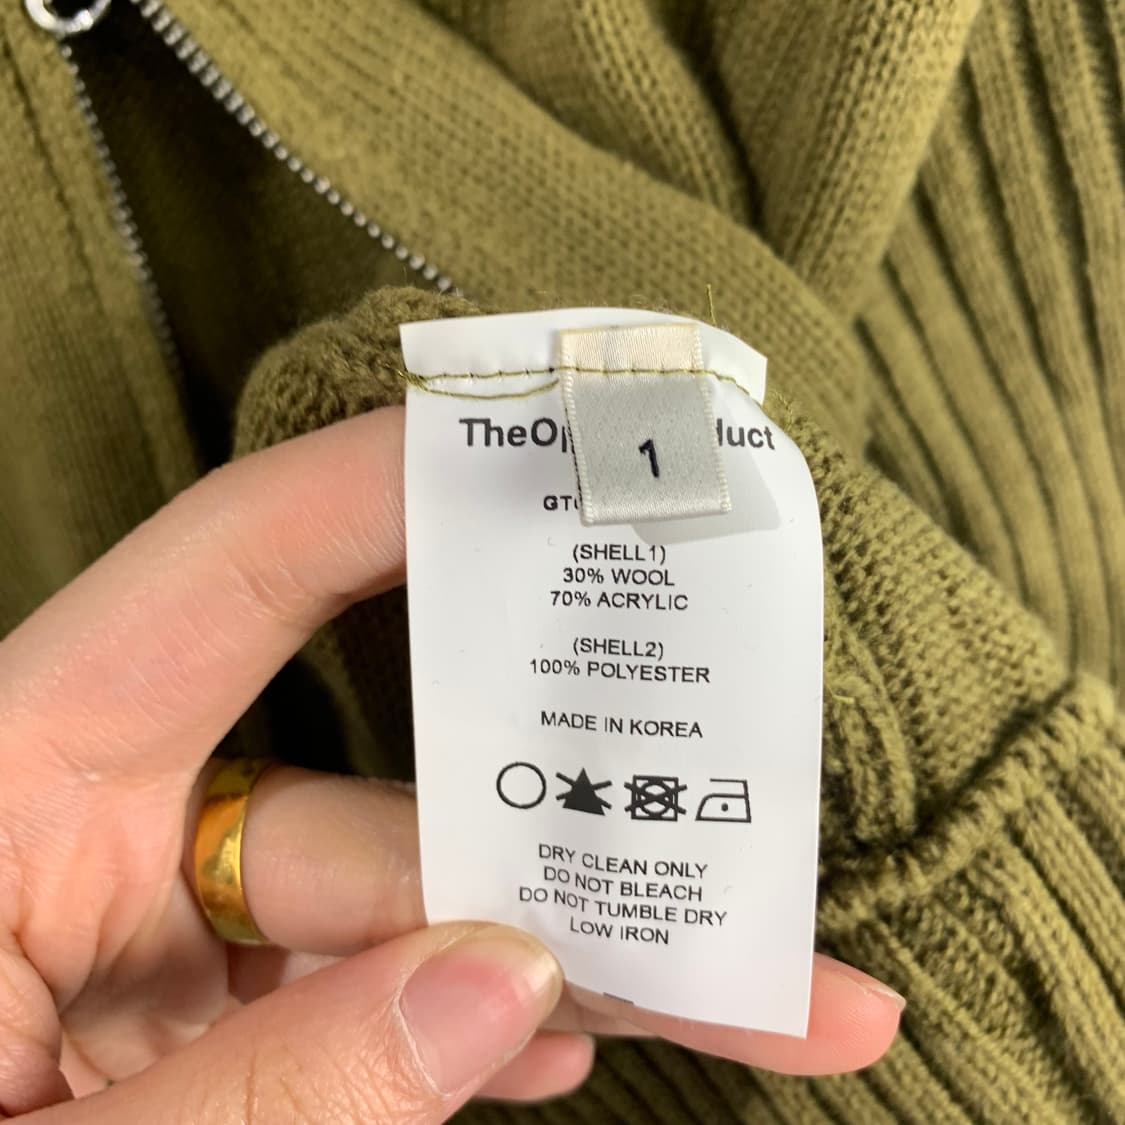 1
(SHELL1)
30% WOOL
70% ACRYLIC
(SHELL2)
100% POLYESTER
MADE IN KOREA
DRY CLEAN ONLY
DO NOT BLEACH
DO NOT TUMBLE DRY
LOW IRON